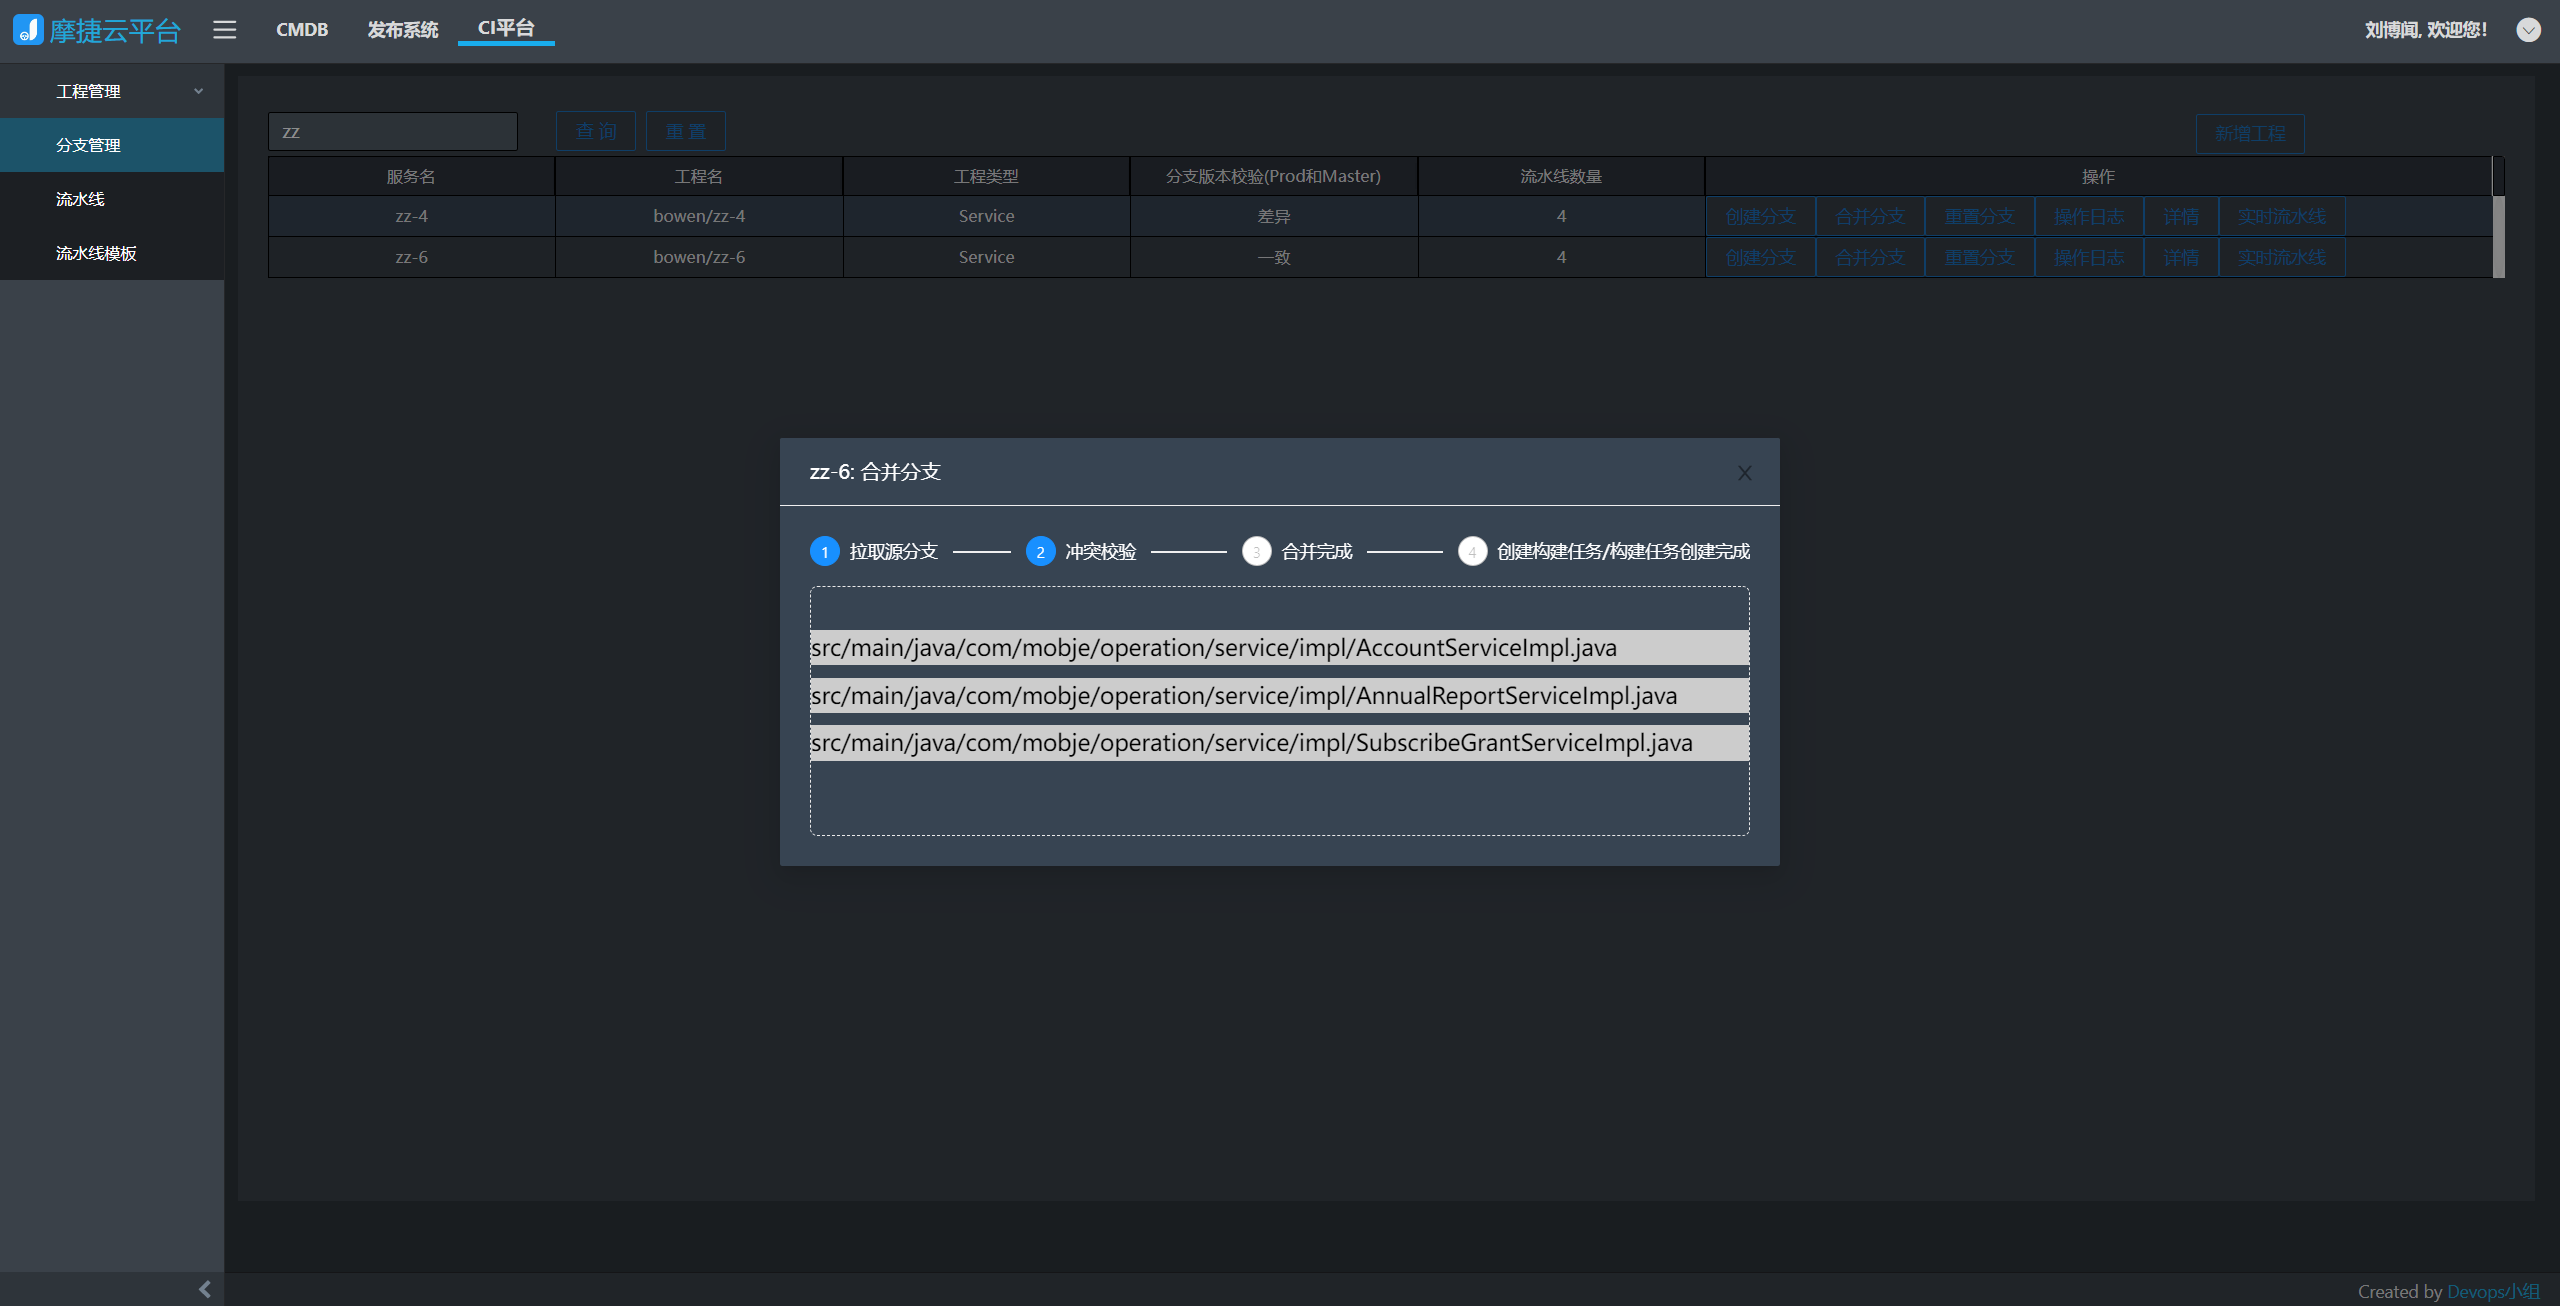 摩捷云平台 CMDB 发布系统 CI平台 刘博闻, 欢迎您!
工程管理
分支管理
流水线
流水线模板
zz 查 询 重 置 新增工程
服务名 工程名 工程类型 分支版本校验(Prod和Master) 流水线数量 操作
zz-4 bowen/zz-4 Service 差异 4 创建分支 合并分支 重置分支 操作日志 详情 实时流水线
zz-6 bowen/zz-6 Service 一致 4 创建分支 合并分支 重置分支 操作日志 详情 实时流水线
zz-6: 合并分支
1 拉取源分支 2 冲突校验 3 合并完成 4 创建构建任务/构建任务创建完成
src/main/java/com/mobje/operation/service/impl/AccountServiceImpl.java
src/main/java/com/mobje/operation/service/impl/AnnualReportServiceImpl.java
src/main/java/com/mobje/operation/service/impl/SubscribeGrantServiceImpl.java
Created by Devops小组